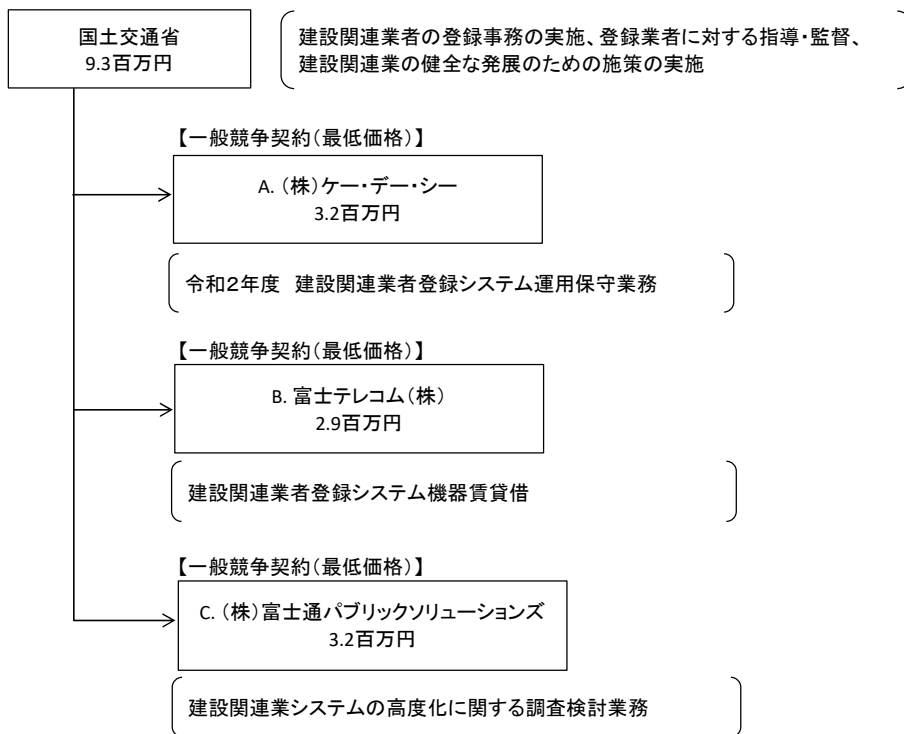 国土交通省
9.3百万円
建設関連業者の登録事務の実施、登録業者に対する指導・監督、
建設関連業の健全な発展のための施策の実施
【一般競争契約(最低価格)】
A. (株)ケー・デー・シー
3.2百万円
令和2年度　建設関連業者登録システム運用保守業務
【一般競争契約(最低価格)】
B. 富士テレコム(株)
2.9百万円
建設関連業者登録システム機器賃貸借
【一般競争契約(最低価格)】
C. (株)富士通パブリックソリューションズ
3.2百万円
建設関連業システムの高度化に関する調査検討業務